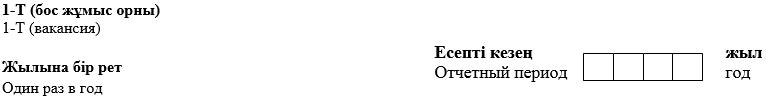 1-Т (бос жұмыс орны)
1-Т (вакансия)
Есепті кезең жыл
Отчетный период год
Жылына бір рет
Один раз в год